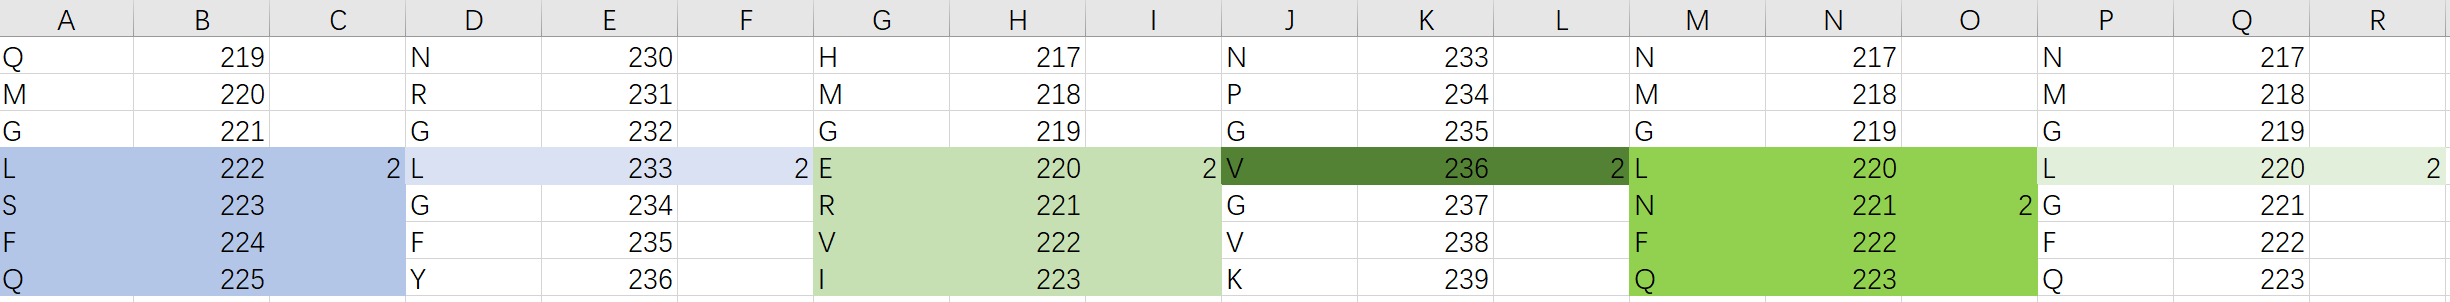 A B C D E F G H I J K L M N O P Q R
Q 219 N 230 H 217 N 233 N 217 N 217
M 220 R 231 M 218 P 234 M 218 M 218
G 221 G 232 G 219 G 235 G 219 G 219
L 222 2 L 233 2 E 220 2 V 236 2 L 220 L 220 2
S 223 G 234 R 221 G 237 N 221 2 G 221
F 224 F 235 V 222 V 238 F 222 F 222
Q 225 Y 236 I 223 K 239 Q 223 Q 223